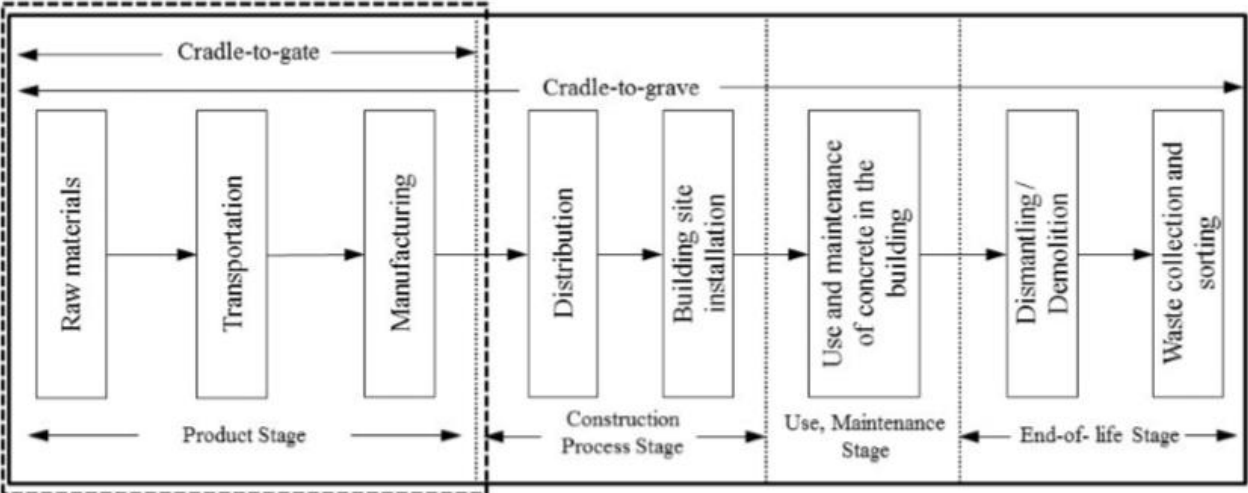 Cradle-to-gate
Cradle-to-grave
Raw materials
Transportation
Manufacturing
Distribution
Building site
installation
Use and maintenance
of concrete in the
building
Dismantling/
Demolition
Waste collection and
sorting
Product Stage
Construction
Process Stage
Use, Maintenance
Stage
End-of- life Stage